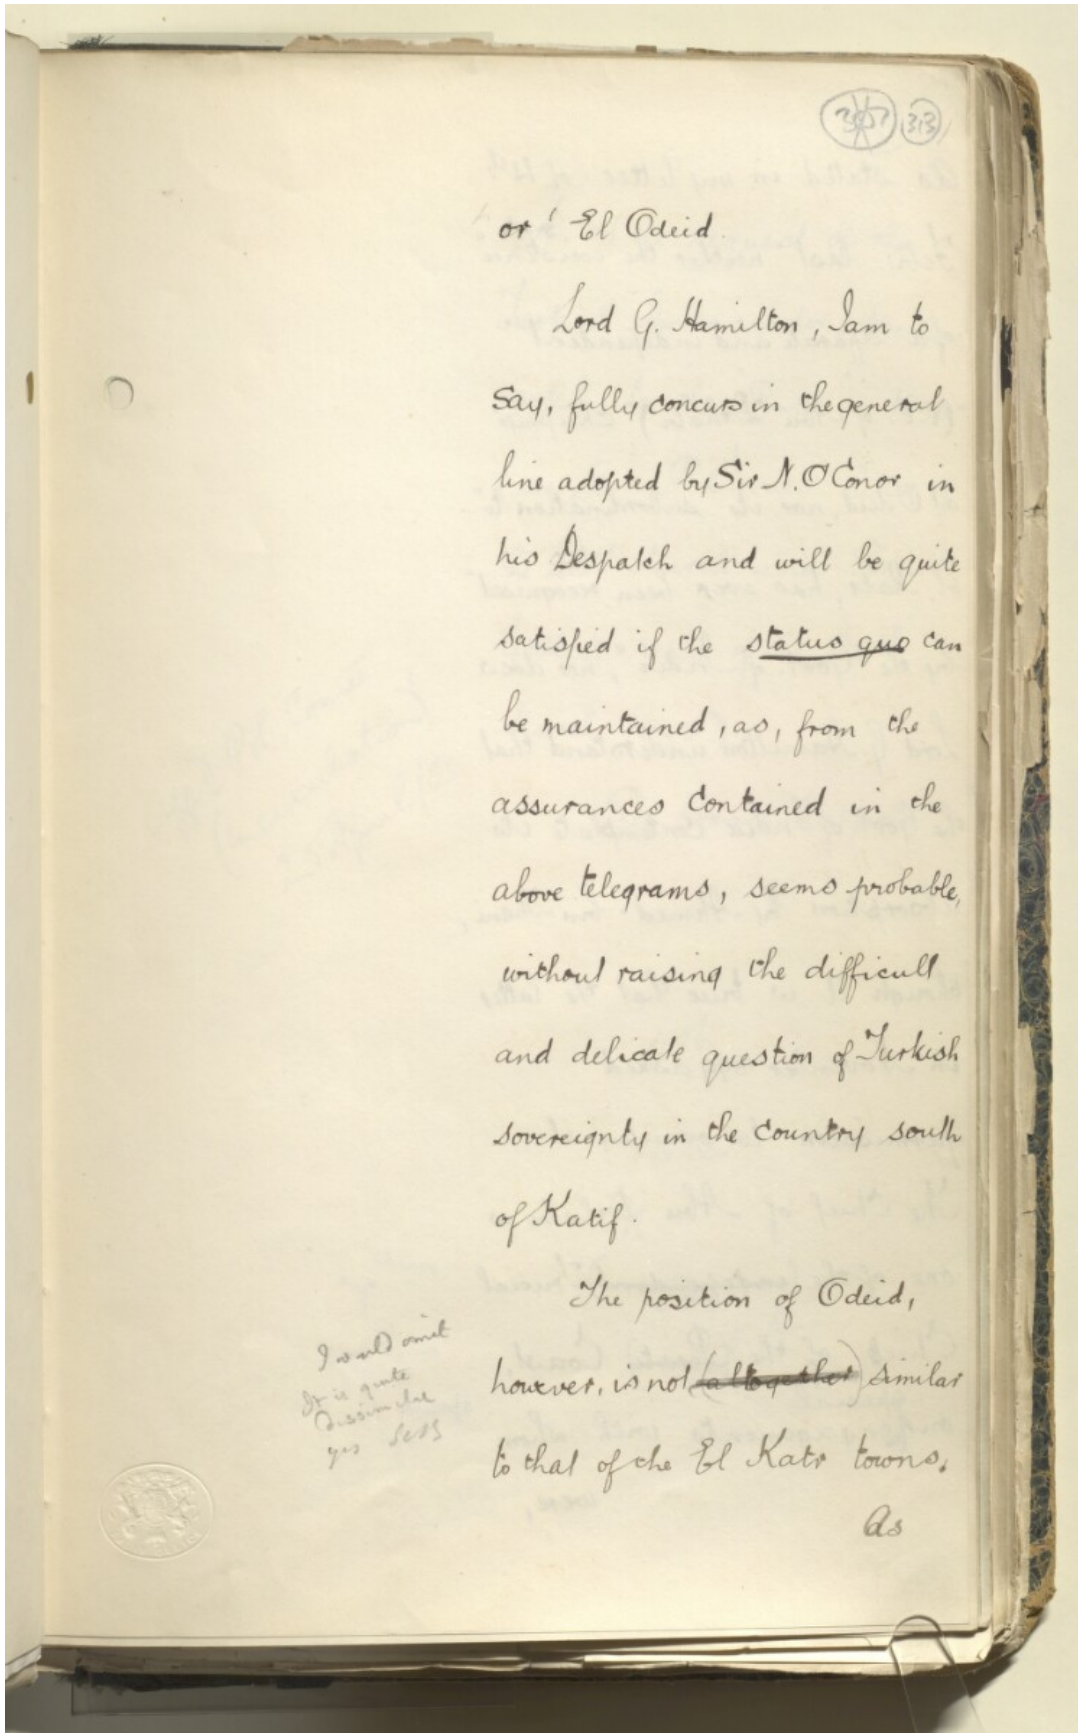 313
or El Odeid.
Lord G. Hamilton, I am to
say, fully concurs in the general
line adopted by Sir N. O'Conor in
his Despatch and will be quite
satisfied if the status quo can
be maintained, as, from the
assurances contained in the
above telegrams, seems probable,
without raising the difficult
and delicate question of Turkish
sovereignty in the country south
of Katif.
The position of Odeid,
however, is not (altogether) similar
to that of the El Katr towns.
As
I would omit
It is quite
dissimilar
yes